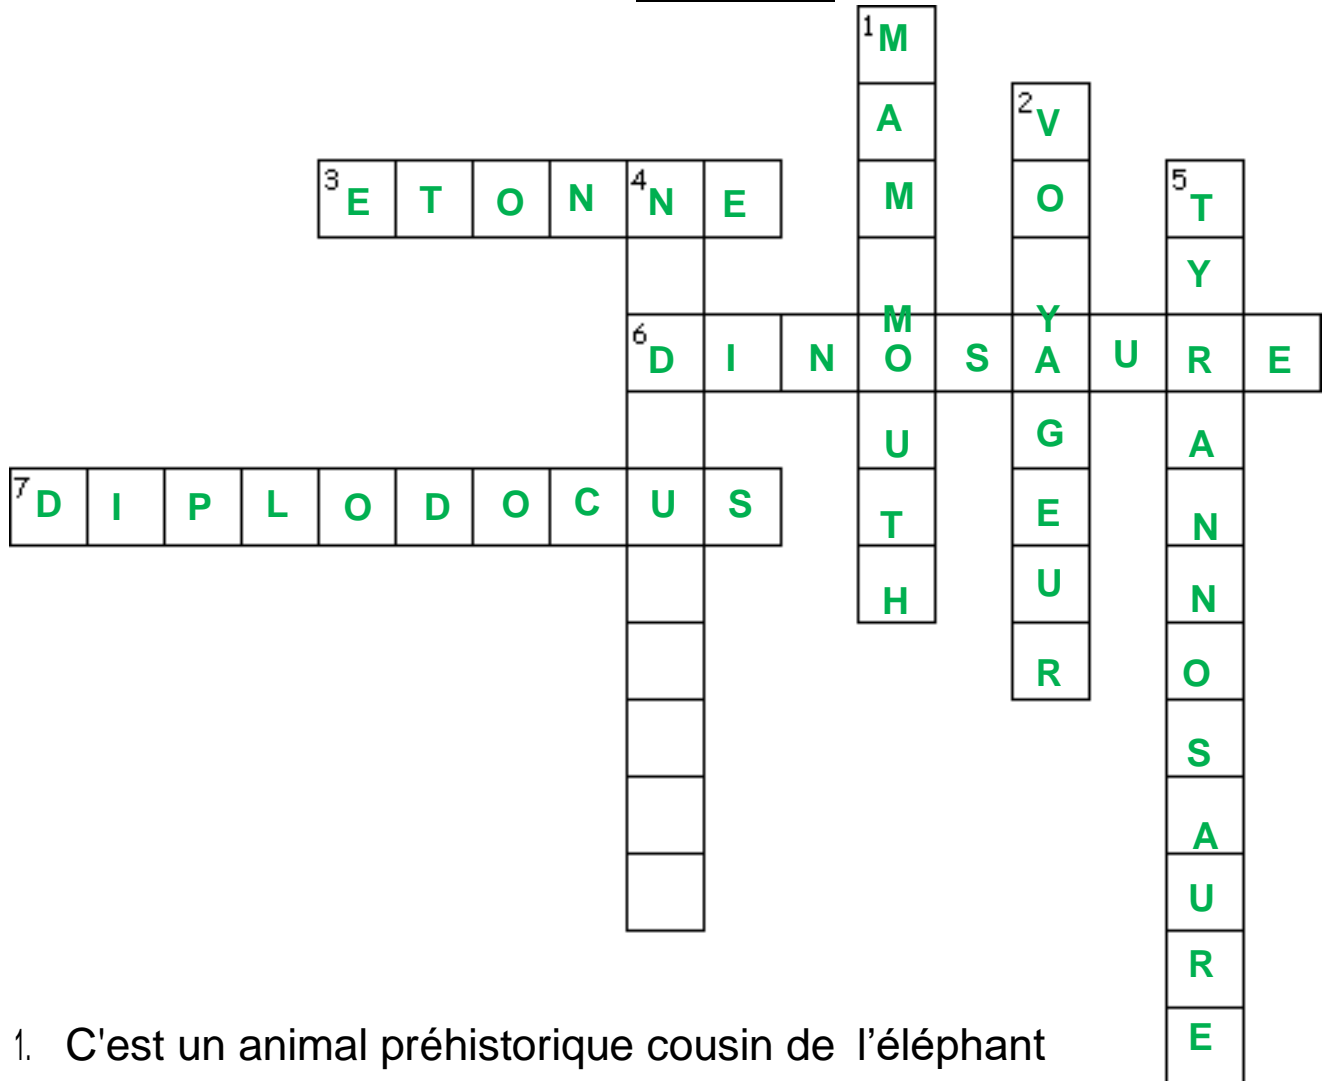 1 M
A 2 V
3 E T O N 4 N E M O 5 T
Y
M Y
6 D I N O S A U R E
U G A
7 D I P L O D O C U S T E N
H U N
R O
S
A
U
R
1. C'est un animal préhistorique cousin de l'éléphant E